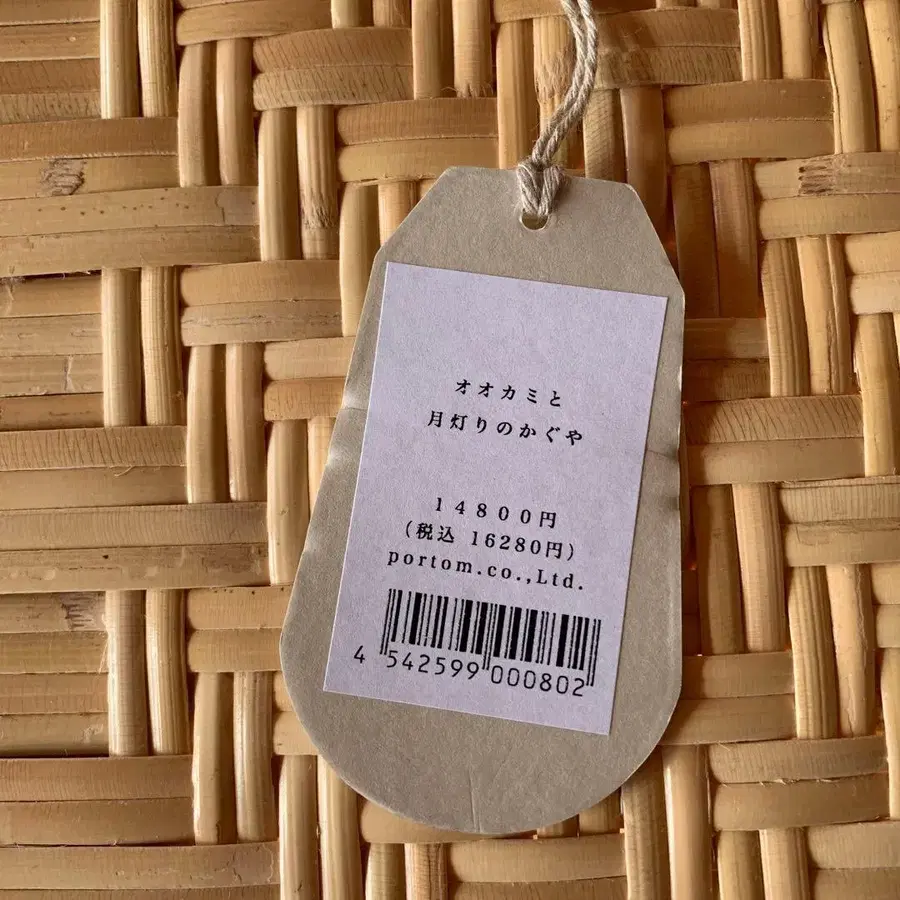 オオカミと
月灯りのかぐや
14800円
(税込 16280円)
portom.co.,Ltd.
4 542599 000802